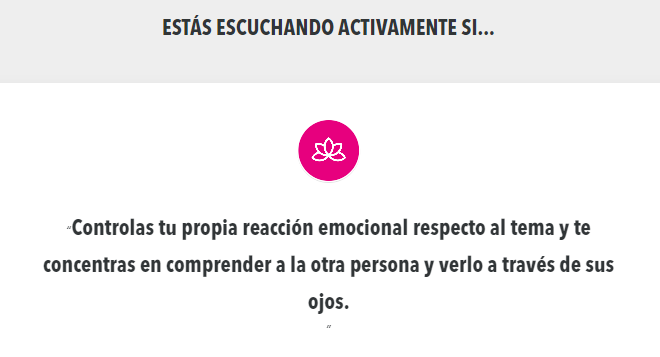 ESTÁS ESCUCHANDO ACTIVAMENTE SI...
“Controlas tu propia reacción emocional respecto al tema y te
concentras en comprender a la otra persona y verlo a través de sus
ojos.
”